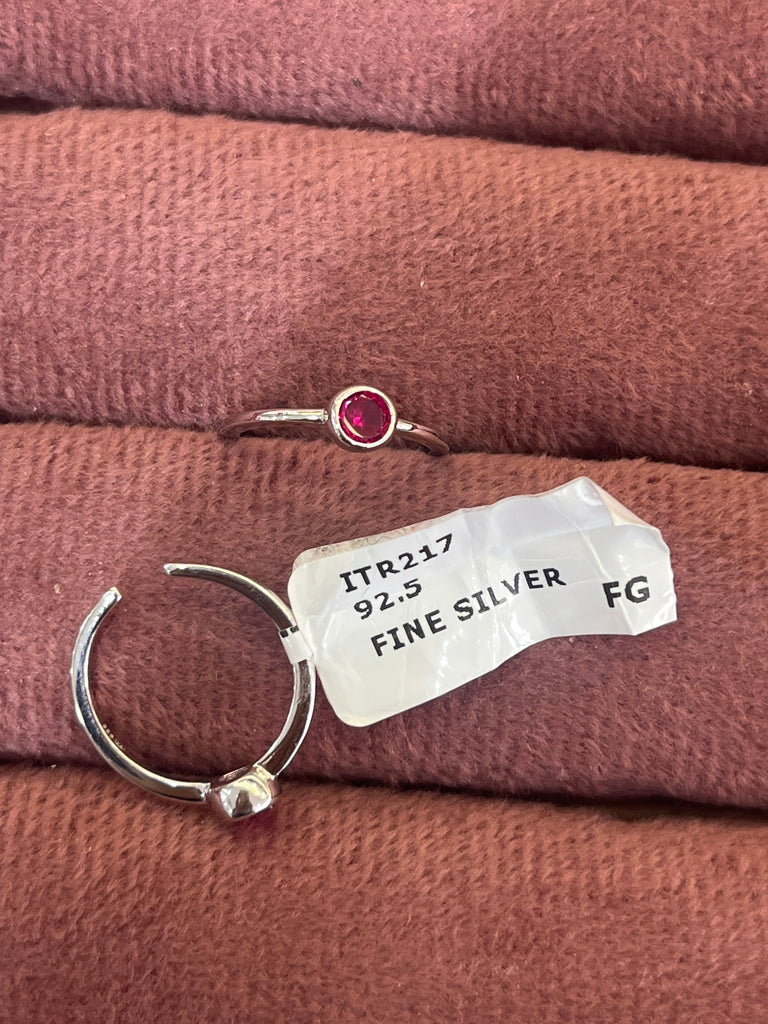 ITR217
92.5
FINE SILVER
FG